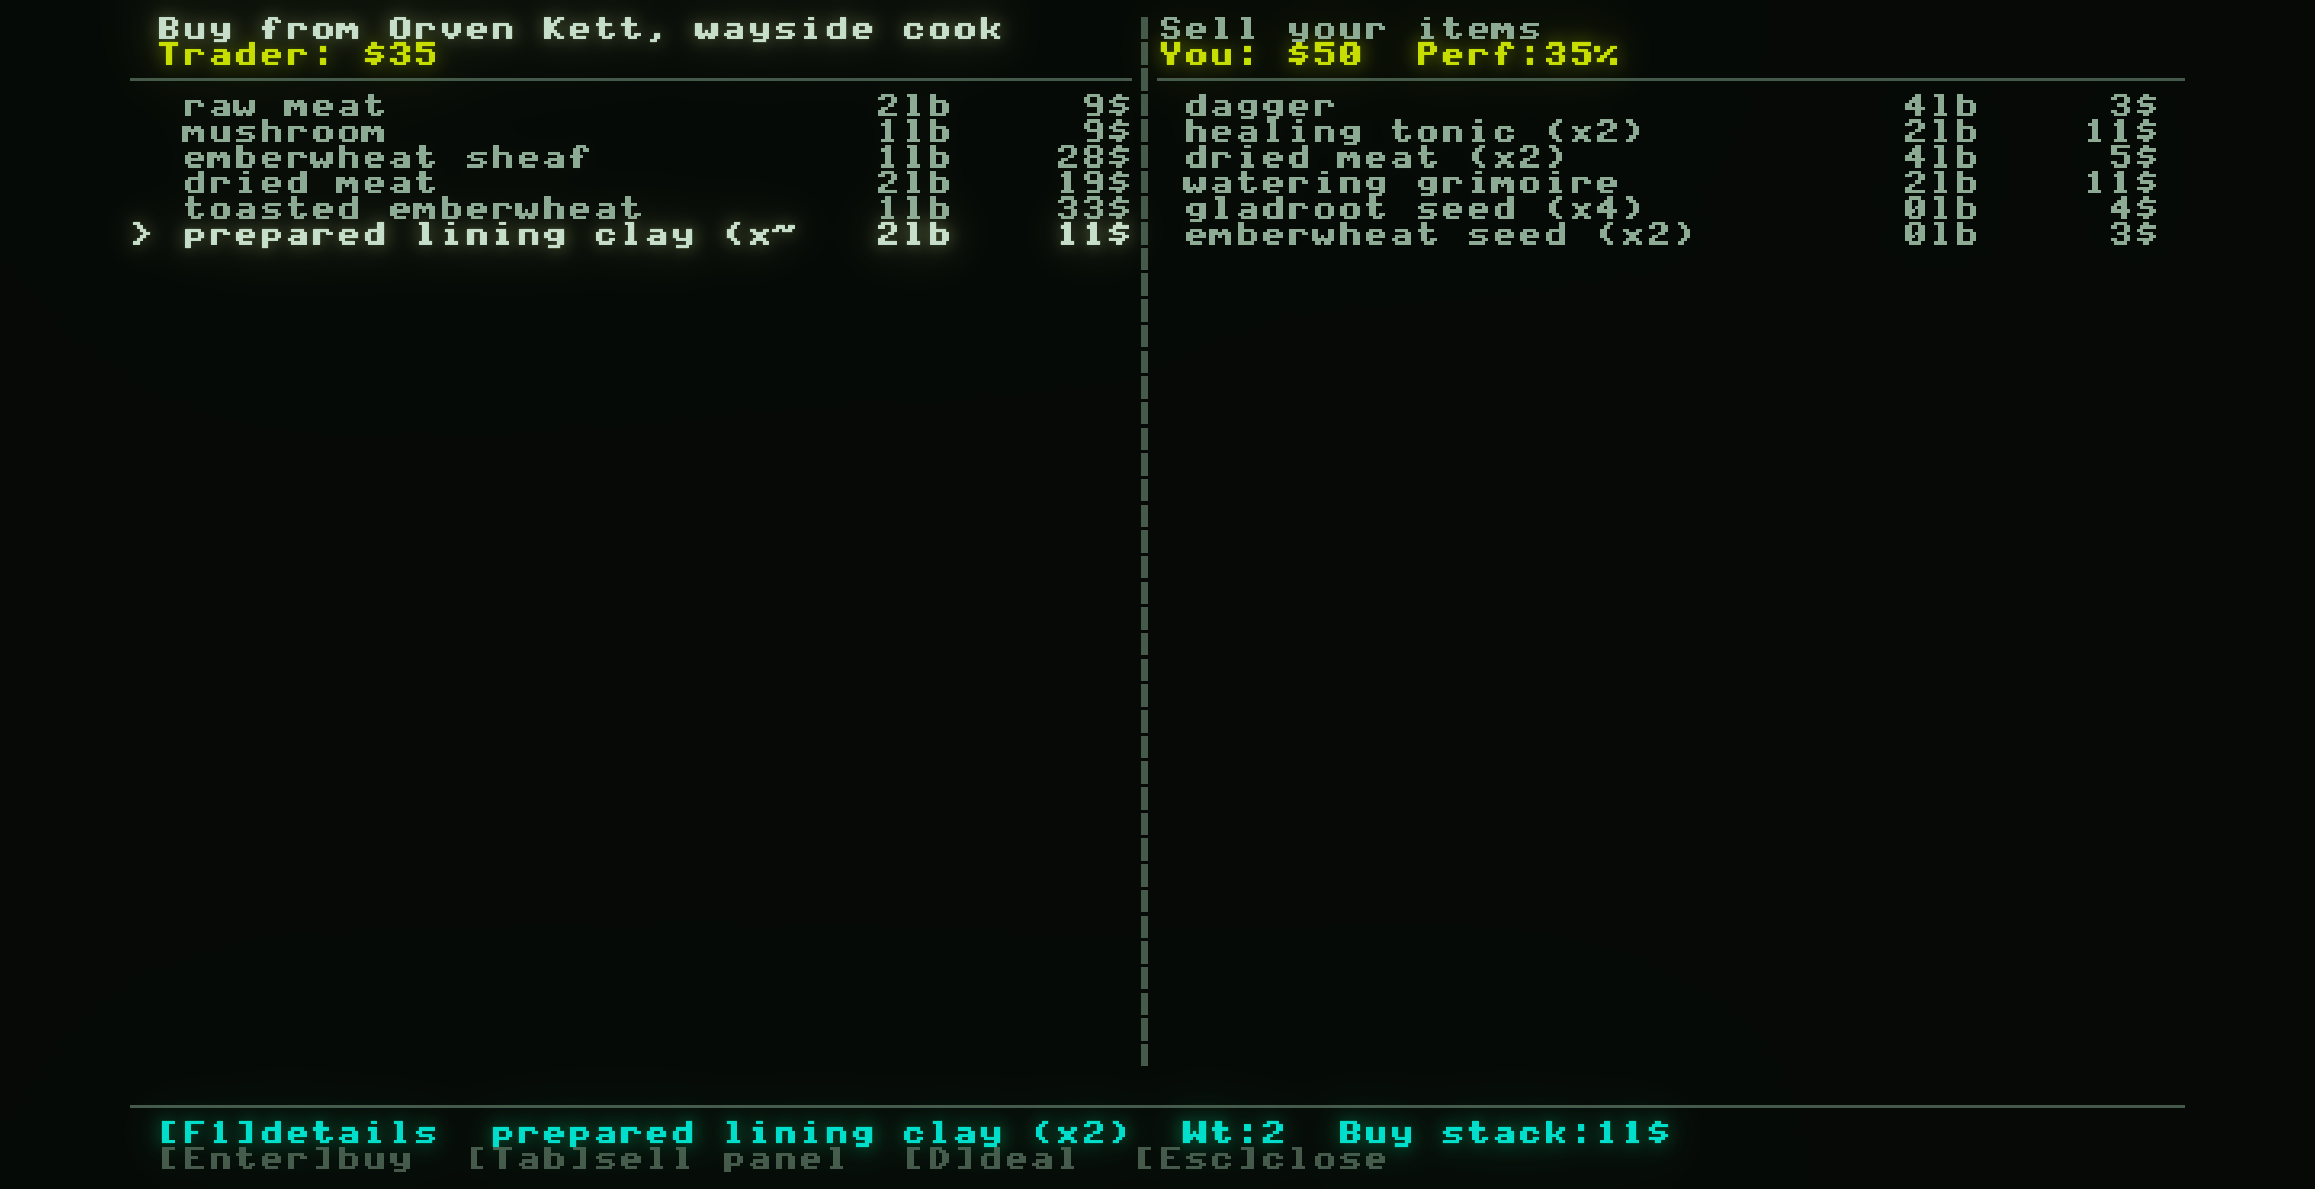 Buy from Orven Kett, wayside cook
Trader: $35
raw meat 2lb 9$
mushroom 1lb 9$
emberwheat sheaf 1lb 28$
dried meat 2lb 19$
toasted emberwheat 1lb 33$
> prepared lining clay (x~ 2lb 11$
Sell your items
You: $50 Perf:35%
dagger 4lb 3$
healing tonic (x2) 2lb 11$
dried meat (x2) 4lb 5$
watering grimoire 2lb 11$
gladroot seed (x4) 0lb 4$
emberwheat seed (x2) 0lb 3$
[F1]details prepared lining clay (x2) Wt:2 Buy stack:11$
[Enter]buy [Tab]sell panel [D]deal [Esc]close